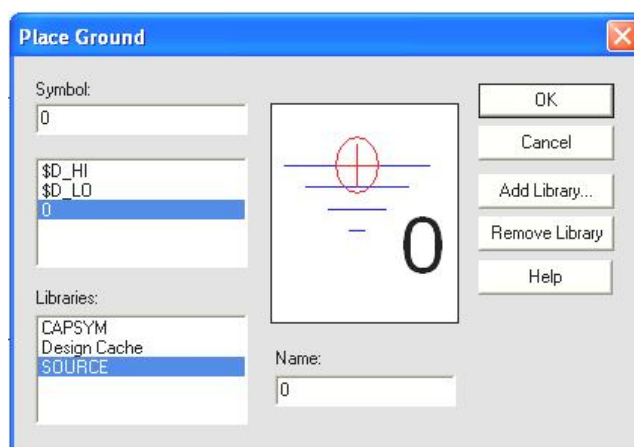 Place Ground
Symbol:
0
$D_HI
$D_LO
0
Libraries:
CAPSYM
Design Cache
SOURCE
0
Name:
0
OK
Cancel
Add Library...
Remove Library
Help